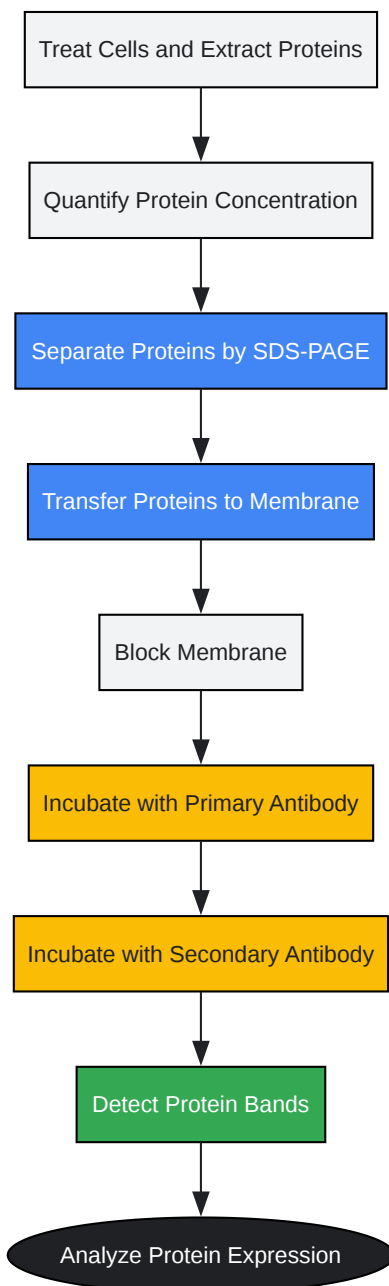 Treat Cells and Extract Proteins
Quantify Protein Concentration
Separate Proteins by SDS-PAGE
Transfer Proteins to Membrane
Block Membrane
Incubate with Primary Antibody
Incubate with Secondary Antibody
Detect Protein Bands
Analyze Protein Expression